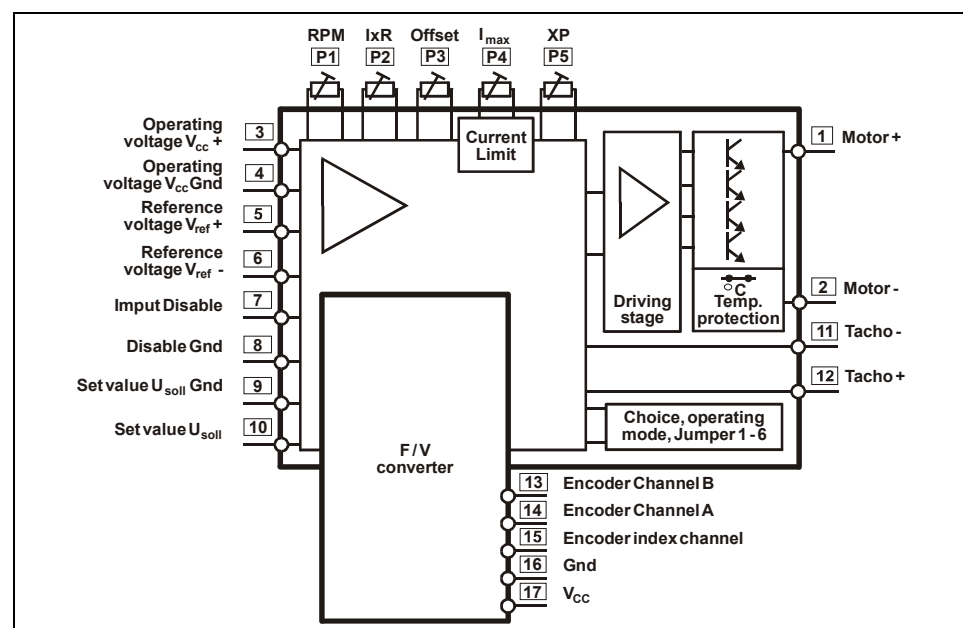 RPM IxR Offset Imax XP
P1 P2 P3 P4 P5
Operating
voltage Vcc +
3
Operating
voltage Vcc Gnd
4
Reference
voltage Vref +
5
Reference
voltage Vref -
6
Imput Disable
7
Disable Gnd
8
Set value Usoll Gnd
9
Set value Usoll
10
Current
Limit
Driving
stage
°C
Temp.
protection
1 Motor +
2 Motor -
11 Tacho -
12 Tacho +
Choice, operating
mode, Jumper 1 - 6
F / V
converter
13 Encoder Channel B
14 Encoder Channel A
15 Encoder index channel
16 Gnd
17 VCC